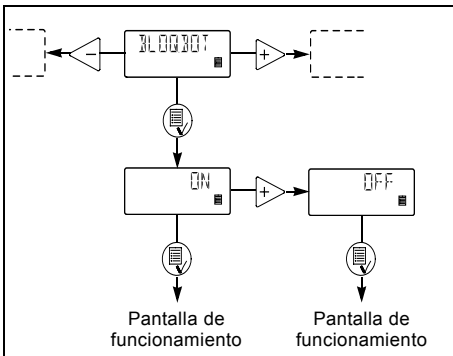 BLOQBOT
ON
OFF
Pantalla de
funcionamiento
Pantalla de
funcionamiento